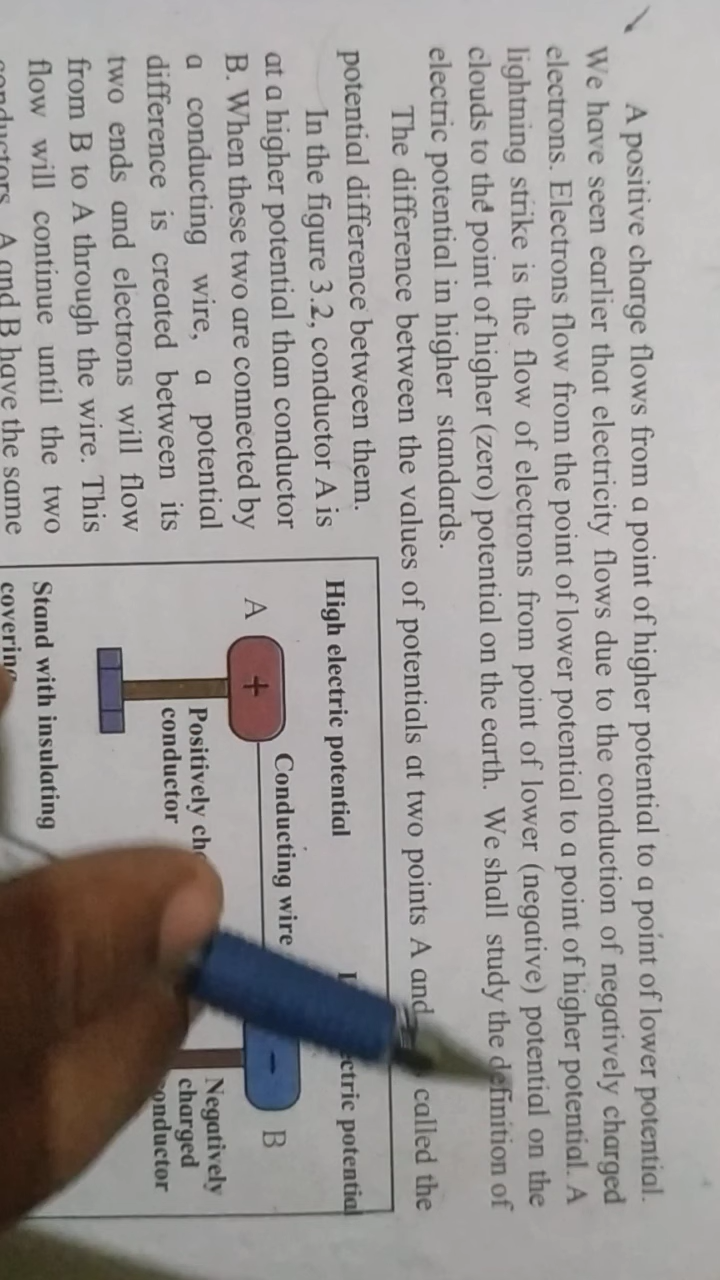 A positive charge flows from a point of higher potential to a point of lower potential.
We have seen earlier that electricity flows due to the conduction of negatively charged
electrons. Electrons flow from the point of lower potential to a point of higher potential. A
lightning strike is the flow of electrons from point of lower (negative) potential on the
clouds to the point of higher (zero) potential on the earth. We shall study the definition of
electric potential in higher standards.
The difference between the values of potentials at two points A and called the
potential difference between them.
In the figure 3.2, conductor A is
at a higher potential than conductor
B. When these two are connected by
a conducting wire, a potential
difference is created between its
two ends and electrons will flow
from B to A through the wire. This
flow will continue until the two
conductors A and B have the same
High electric potential
electric potential
Conducting wire
A
+
−
B
Positively
conductor
Negatively
charged
conductor
Stand with insulating
covering